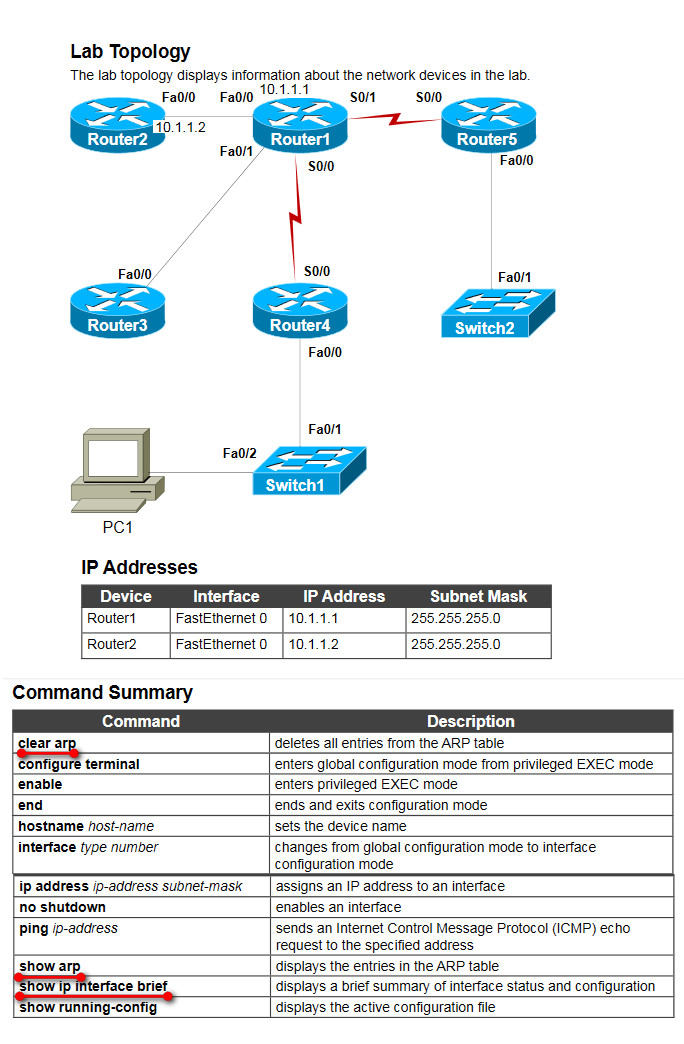 Lab Topology
The lab topology displays information about the network devices in the lab.
Fa0/0 Fa0/0 10.1.1.1 S0/1 S0/0
10.1.1.2
Router2 Router1 Router5
Fa0/1 S0/0 Fa0/0
Fa0/0 S0/0 Fa0/1
Router3 Router4 Switch2
Fa0/0
Fa0/1
Fa0/2
Switch1
PC1
IP Addresses
Device Interface IP Address Subnet Mask
Router1 FastEthernet 0 10.1.1.1 255.255.255.0
Router2 FastEthernet 0 10.1.1.2 255.255.255.0
Command Summary
Command Description
clear arp deletes all entries from the ARP table
configure terminal enters global configuration mode from privileged EXEC mode
enable enters privileged EXEC mode
end ends and exits configuration mode
hostname host-name sets the device name
interface type number changes from global configuration mode to interface
configuration mode
ip address ip-address subnet-mask assigns an IP address to an interface
no shutdown enables an interface
ping ip-address sends an Internet Control Message Protocol (ICMP) echo
request to the specified address
show arp displays the entries in the ARP table
show ip interface brief displays a brief summary of interface status and configuration
show running-config displays the active configuration file